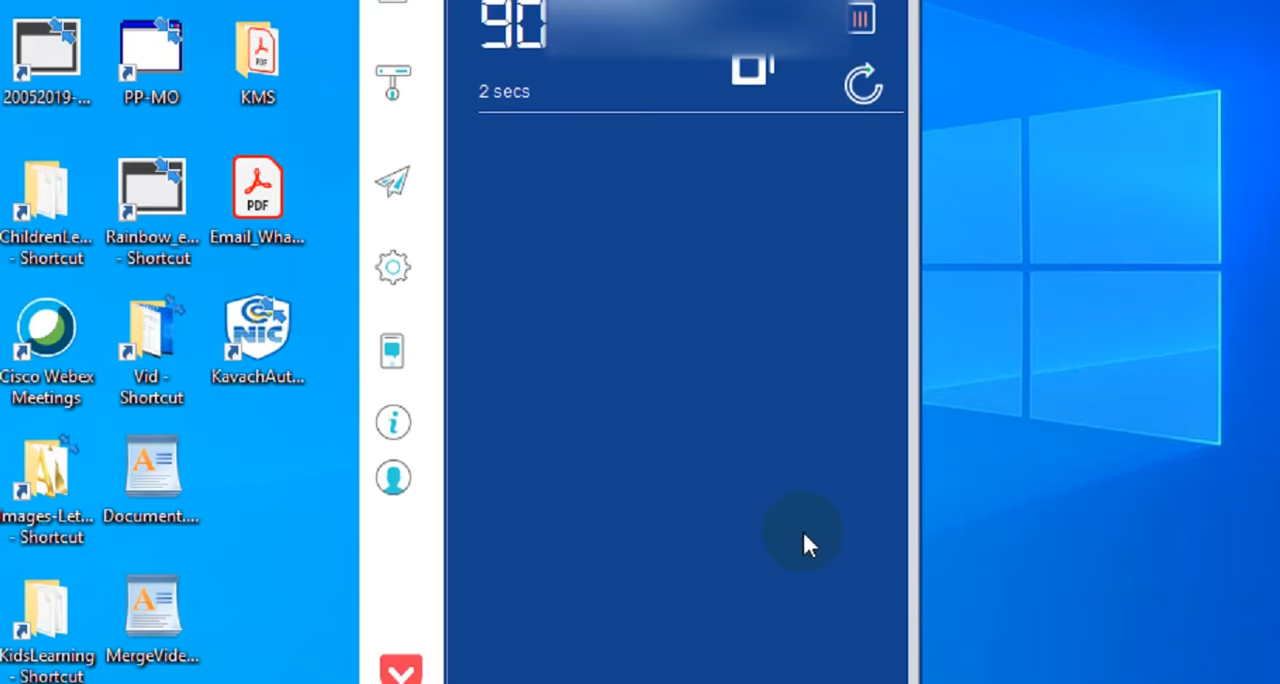 20052019-...
PP-MO
KMS
PDF
ChildrenLe...
- Shortcut
Rainbow_e...
- Shortcut
PDF
Email_Wha...
Cisco Webex
Meetings
Vid -
Shortcut
NIC
KavachAut...
Images-Let...
- Shortcut
Document....
KidsLearning
- Shortcut
MergeVide...
90
2 secs